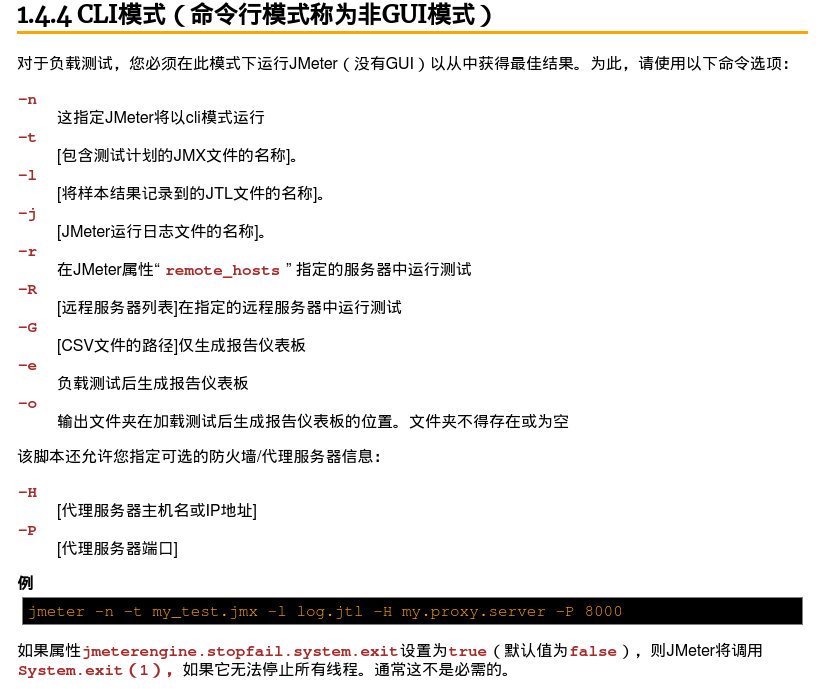 1.4.4 CLI模式（命令行模式称为非GUI模式）
对于负载测试，您必须在此模式下运行JMeter（没有GUI）以从中获得最佳结果。为此，请使用以下命令选项：
-n
这指定JMeter将以cli模式运行
-t
[包含测试计划的JMX文件的名称]。
-l
[将样本结果记录到的JTL文件的名称]。
-j
[JMeter运行日志文件的名称]。
-r
在JMeter属性“ remote_hosts ” 指定的服务器中运行测试
-R
[远程服务器列表]在指定的远程服务器中运行测试
-G
[CSV文件的路径]仅生成报告仪表板
-e
负载测试后生成报告仪表板
-o
输出文件夹在加载测试后生成报告仪表板的位置。文件夹不得存在或为空
该脚本还允许您指定可选的防火墙/代理服务器信息：
-H
[代理服务器主机名或IP地址]
-P
[代理服务器端口]
例
jmeter -n -t my_test.jmx -l log.jtl -H my.proxy.server -P 8000
如果属性jmeterengine.stopfail.system.exit设置为true（默认值为false），则JMeter将调用
System.exit（1），如果它无法停止所有线程。通常这不是必需的。